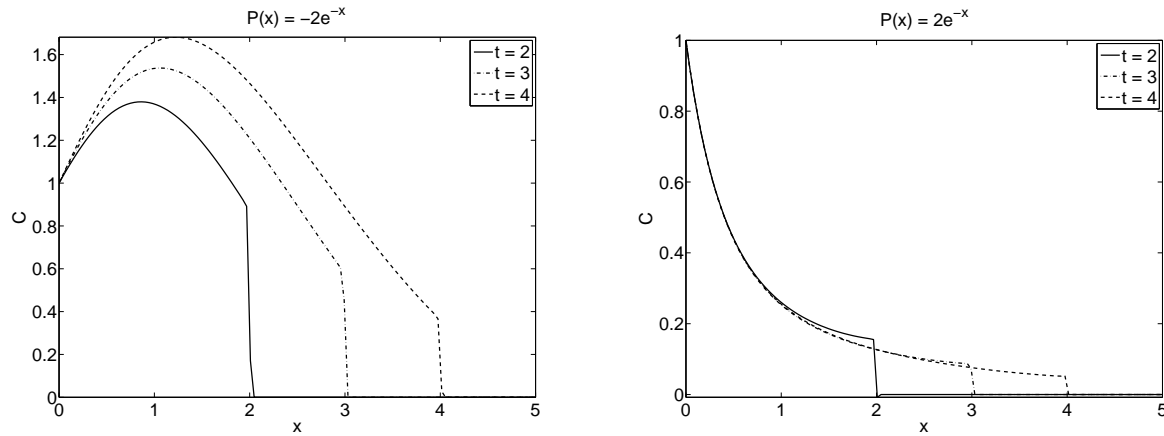 P(x) = −2e⁻ˣ
1.6
1.4
1.2
1
0.8
0.6
0.4
0.2
0
C
0 1 2 3 4 5
x
t = 2
t = 3
t = 4
P(x) = 2e⁻ˣ
1
0.8
0.6
0.4
0.2
0
C
0 1 2 3 4 5
x
t = 2
t = 3
t = 4